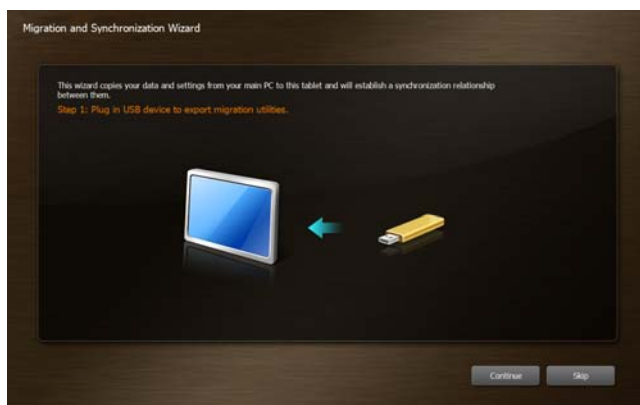 Migration and Synchronization Wizard
This wizard copies your data and settings from your main PC to this tablet and will establish a synchronization relationship
between them.
Step 1: Plug in USB device to export migration utilities.
Continue
Skip